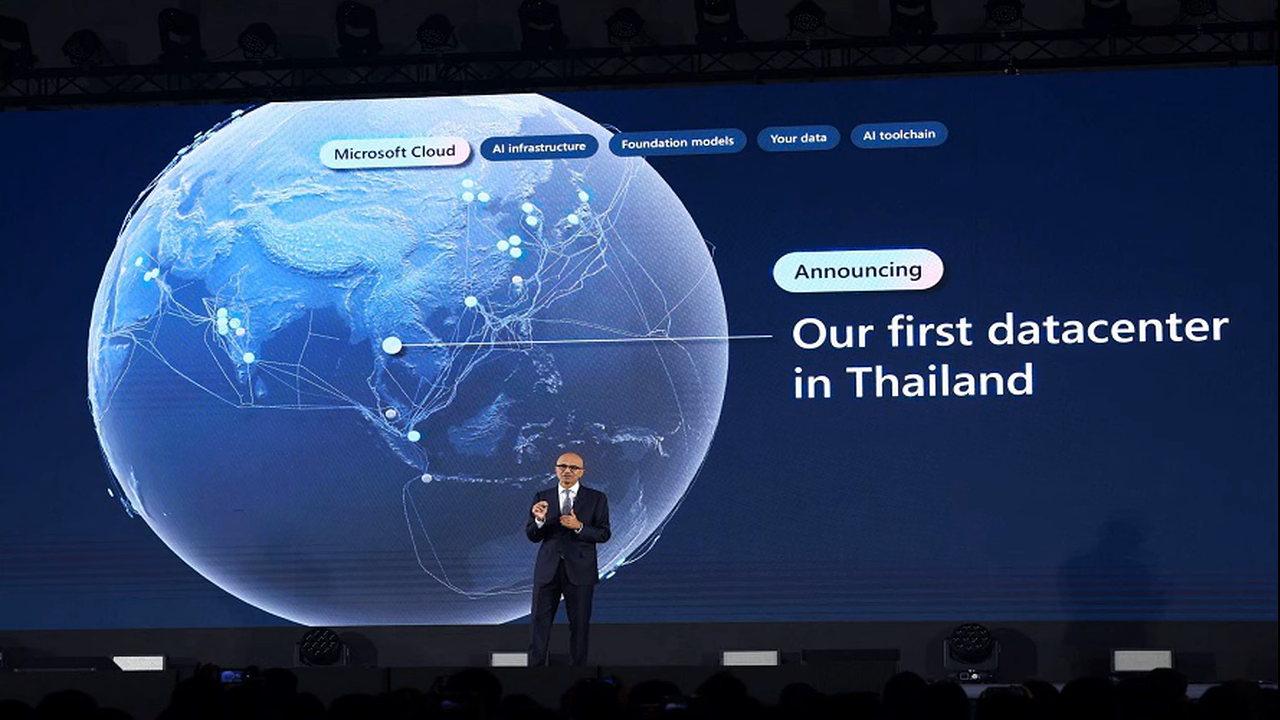 Microsoft Cloud
AI infrastructure
Foundation models
Your data
AI toolchain
Announcing
Our first datacenter
in Thailand